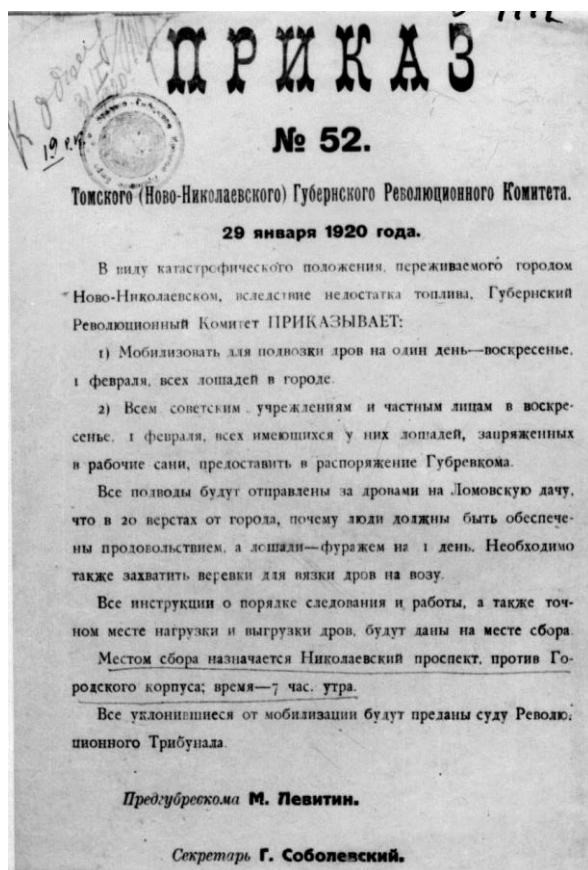 ПРИКАЗ
№ 52.
Томского (Ново-Николаевского) Губернского Революционного Комитета.
29 января 1920 года.
В виду катастрофического положения, переживаемого городом
Ново-Николаевском, вследствие недостатка топлива, Губернский
Революционный Комитет ПРИКАЗЫВАЕТ:
1) Мобилизовать для подвозки дров на один день—воскресенье,
1 февраля, всех лошадей в городе.
2) Всем советским учреждениям и частным лицам в воскре-
сенье, 1 февраля, всех имеющихся у них лошадей, запряженных
в рабочие сани, предоставить в распоряжение Губревкома.
Все подводы будут отправлены за дровами на Ломовскую дачу,
что в 20 верстах от города, почему люди должны быть обеспече-
ны продовольствием, а лошади—фуражем на 1 день. Необходимо
также захватить веревки для вязки дров на возу.
Все инструкции о порядке следования и работы, а также точ-
ном месте нагрузки и выгрузки дров, будут даны на месте сбора.
Местом сбора назначается Николаевский проспект, против Го-
родского корпуса; время—7 час. утра.
Все уклонившиеся от мобилизации будут преданы суду Револю-
ционного Трибунала.
Предгубревкома М. Левитин.
Секретарь Г. Соболевский.